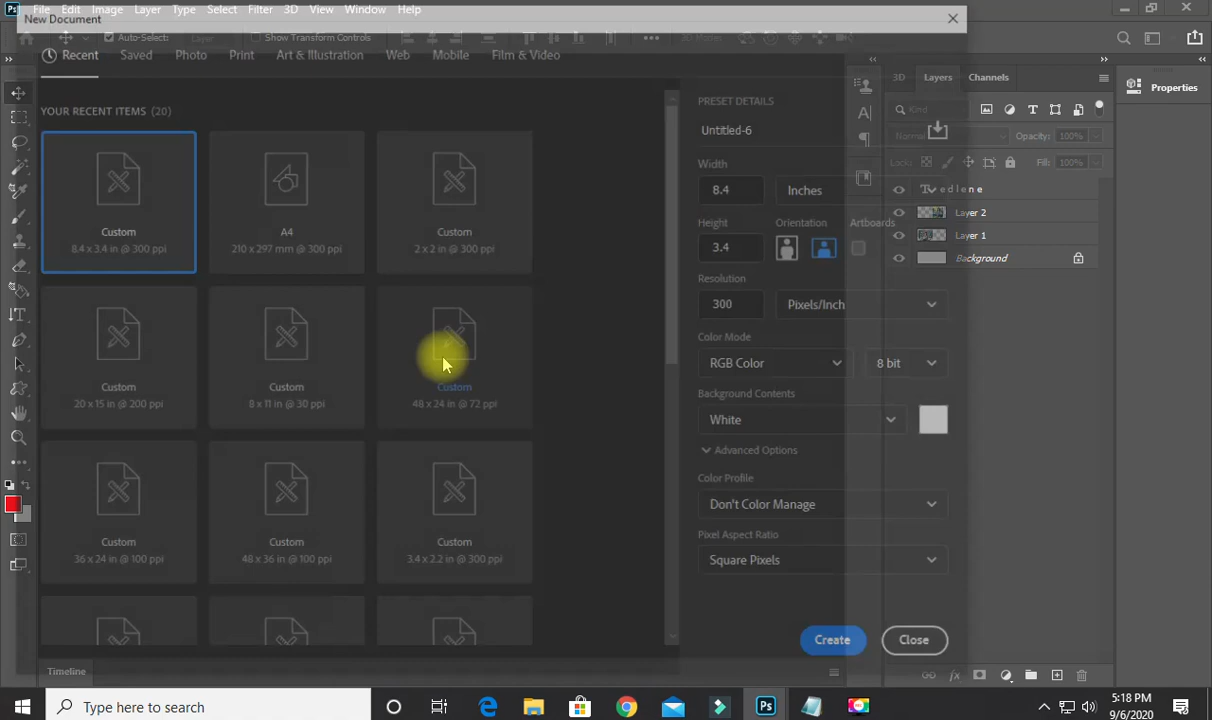 Ps File Edit Image Layer Type Select Filter 3D View Window Help
New Document
Auto-Select: Layer Show Transform Controls 3D Mode:
Recent Saved Photo Print Art & Illustration Web Mobile Film & Video
YOUR RECENT ITEMS (20)
Custom
8.4 x 3.4 in @ 300 ppi
A4
210 x 297 mm @ 300 ppi
Custom
2 x 2 in @ 300 ppi
Custom
20 x 15 in @ 200 ppi
Custom
8 x 11 in @ 30 ppi
Custom
48 x 24 in @ 72 ppi
Custom
36 x 24 in @ 100 ppi
Custom
48 x 36 in @ 100 ppi
Custom
3.4 x 2.2 in @ 300 ppi
PRESET DETAILS
Untitled-6
Width
8.4 Inches
Height Orientation Artboards
3.4
Resolution
300 Pixels/Inch
Color Mode
RGB Color 8 bit
Background Contents
White
Advanced Options
Color Profile
Don't Color Manage
Pixel Aspect Ratio
Square Pixels
Create Close
3D Layers Channels
Kind
Normal Opacity: 100%
Lock: Fill: 100%
Layer 2
Layer 1
Background
Properties
Timeline
Type here to search
Ps
5:18 PM
9/6/2020